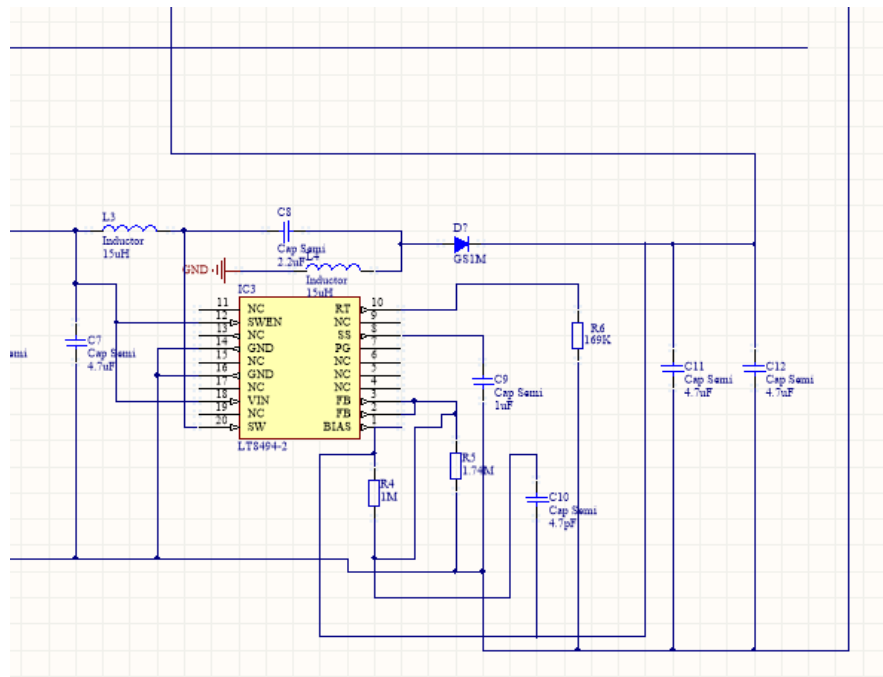 L3
Inductor
15uH
C8
Cap Semi
2.2uF
L4
Inductor
15uH
D?
GS1M
GND
IC3
11 NC RT 10
12 SWEN NC 9
13 NC SS 8
14 GND PG 7
15 NC NC 6
16 GND NC 5
17 NC NC 4
18 VIN FB 3
19 NC FB 2
20 SW BIAS 1
LT8494-2
emi
C7
Cap Semi
4.7uF
R6
169K
C9
Cap Semi
1uF
C11
Cap Semi
4.7uF
C12
Cap Semi
4.7uF
R4
1M
R5
1.74M
C10
Cap Semi
4.7pF